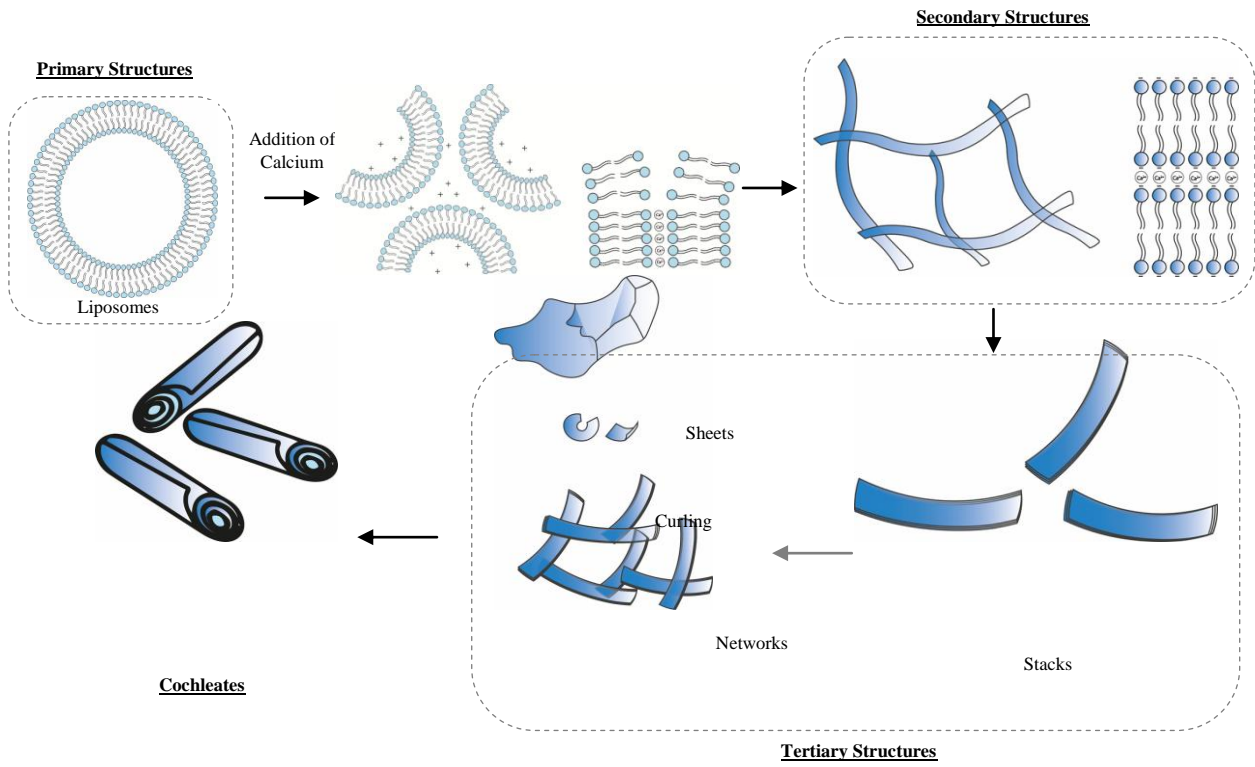 Secondary Structures
Primary Structures
Addition of
Calcium
Liposomes
Sheets
Curling
Networks
Stacks
Cochleates
Tertiary Structures